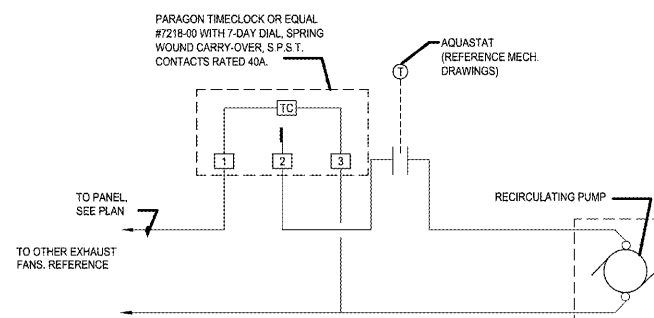 PARAGON TIMECLOCK OR EQUAL
#7218-00 WITH 7-DAY DIAL, SPRING
WOUND CARRY-OVER, S.P.S.T.
CONTACTS RATED 40A.
AQUASTAT
(REFERENCE MECH.
DRAWINGS)
T
TC
1
2
3
TO PANEL,
SEE PLAN
RECIRCULATING PUMP
TO OTHER EXHAUST
FANS. REFERENCE